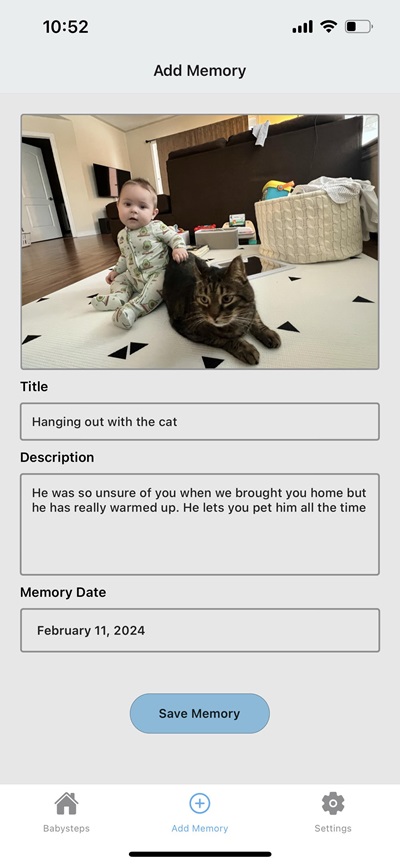 10:52
Add Memory
Title
Hanging out with the cat
Description
He was so unsure of you when we brought you home but
he has really warmed up. He lets you pet him all the time
Memory Date
February 11, 2024
Save Memory
Babysteps
Add Memory
Settings